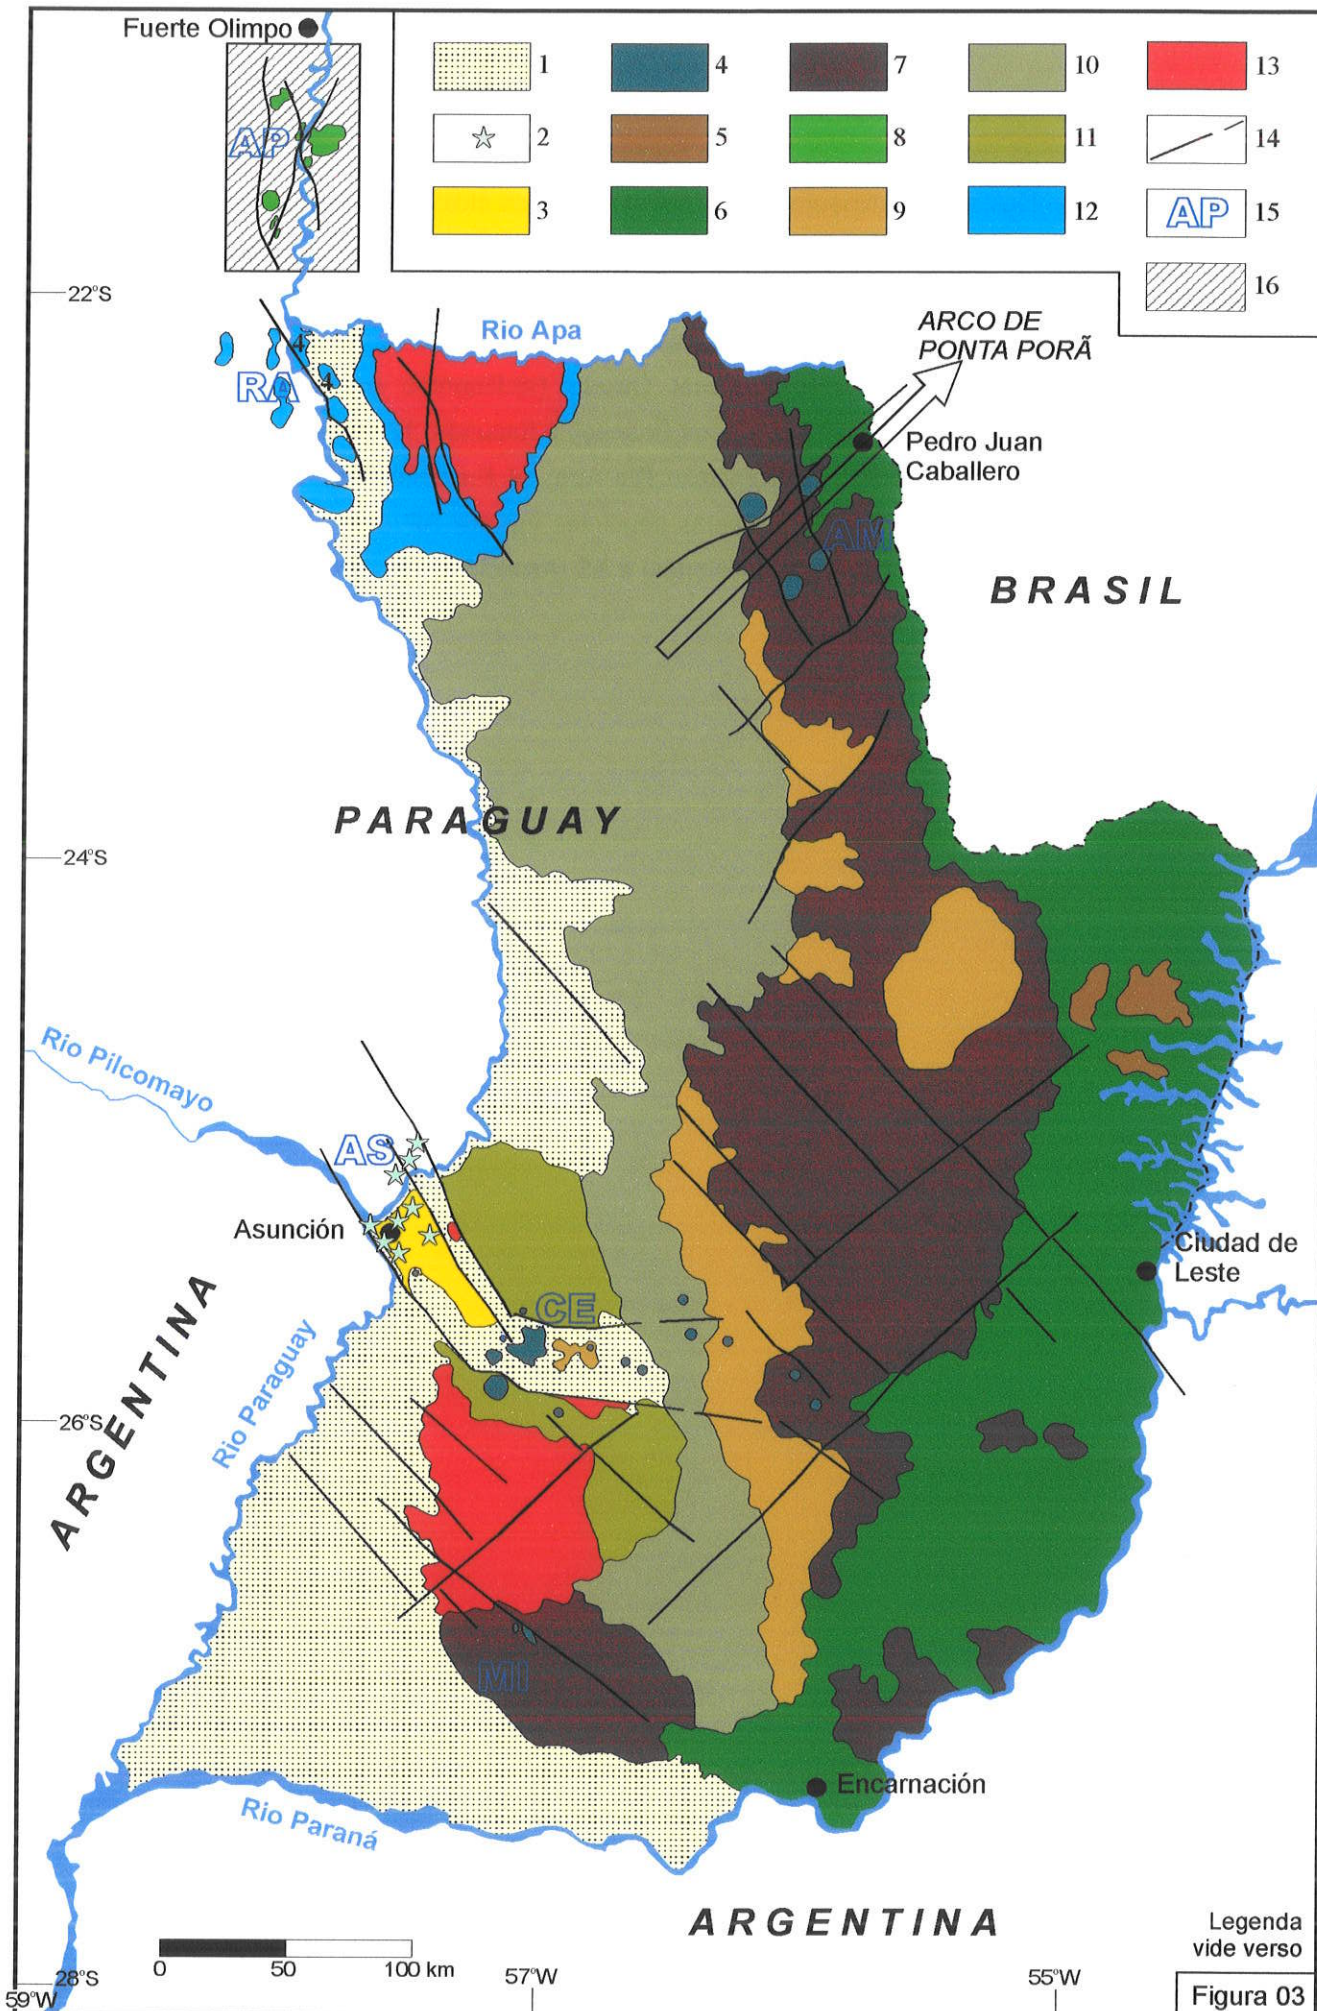 Fuerte Olimpo
1
4
7
10
13
2
5
8
11
14
3
6
9
12
AP
15
16
AP
22°S
Rio Apa
ARCO DE
PONTA PORÃ
4
RA
4
Pedro Juan
Caballero
AM
BRASIL
PARAGUAY
24°S
Rio Pilcomayo
AS
Asunción
Ciudad de
Leste
CE
ARGENTINA
Rio Paraguay
26°S
MI
Encarnación
Rio Paraná
ARGENTINA
Legenda
vide verso
0 50 100 km
28°S
59°W
57°W
55°W
Figura 03